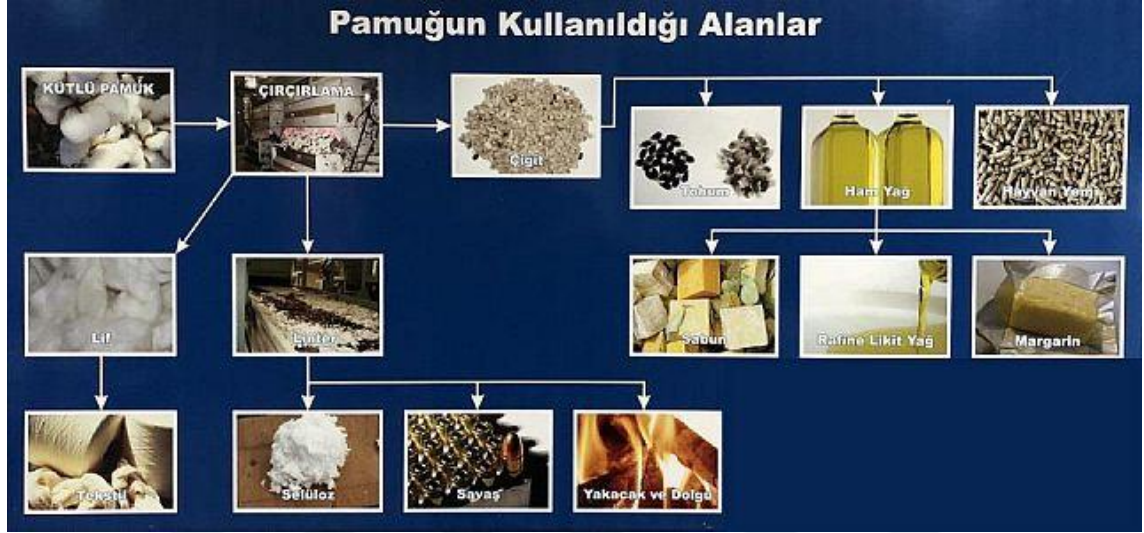 Pamuğun Kullanıldığı Alanlar
KÜTLÜ PAMUK
ÇIRÇIRLAMA
Çigit
Tohum
Ham Yağ
Hayvan Yemi
Lif
Linter
Sabun
Rafine Likit Yağ
Margarin
Tekstil
Selüloz
Savaş
Yakacak ve Dolgu